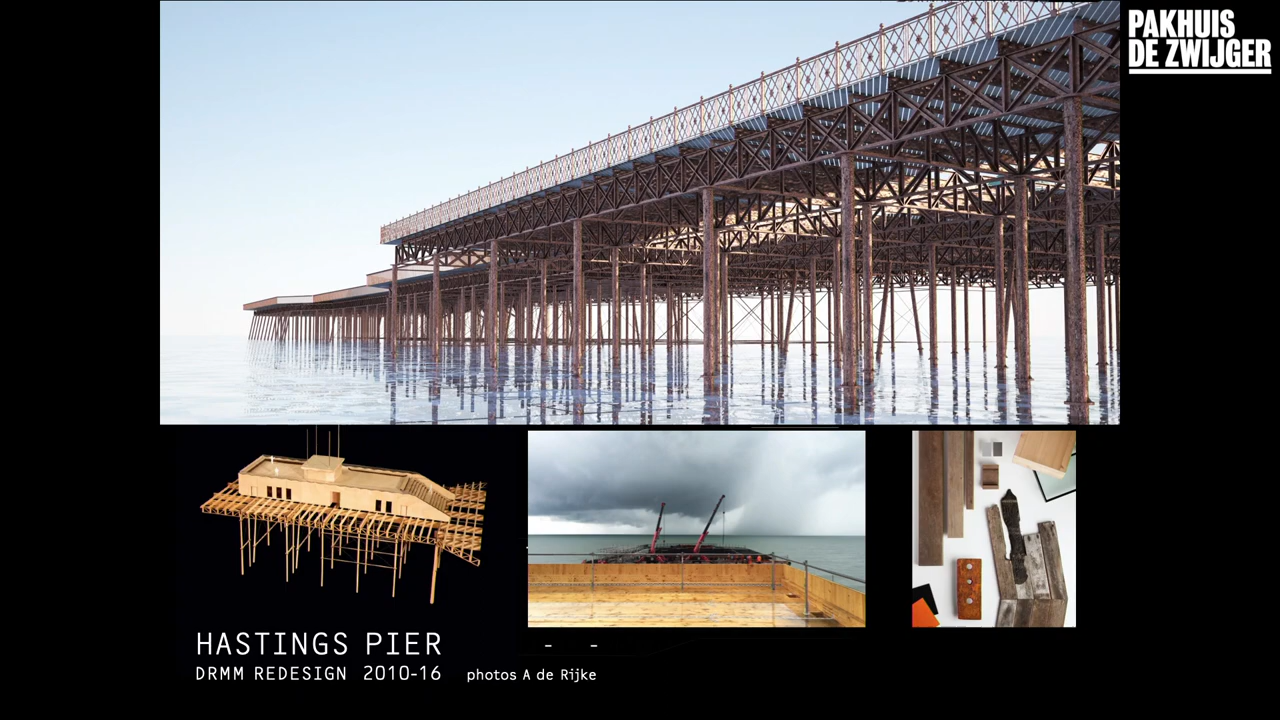 PAKHUIS
DE ZWIJGER
HASTINGS PIER
DRMM REDESIGN 2010-16 photos A de Rijke